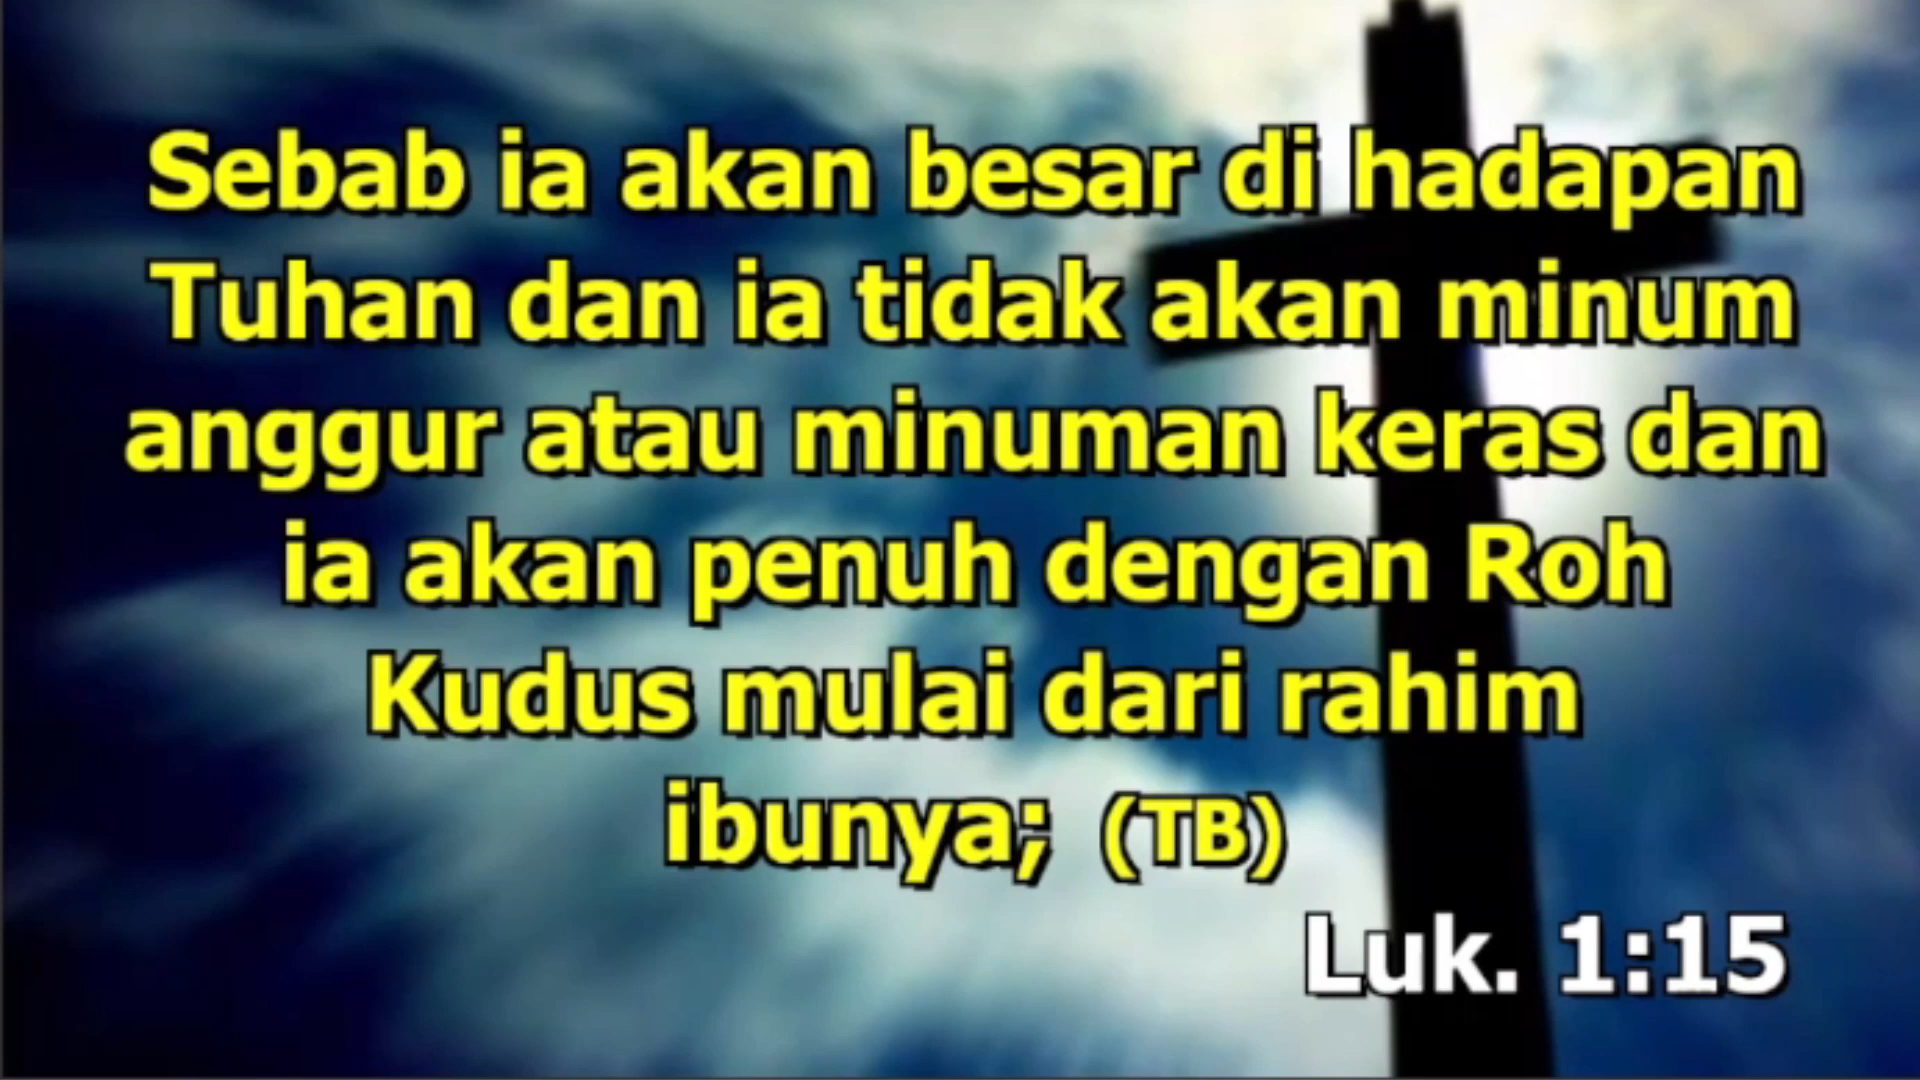 Sebab ia akan besar di hadapan
Tuhan dan ia tidak akan minum
anggur atau minuman keras dan
ia akan penuh dengan Roh
Kudus mulai dari rahim
ibunya; (TB)
Luk. 1:15